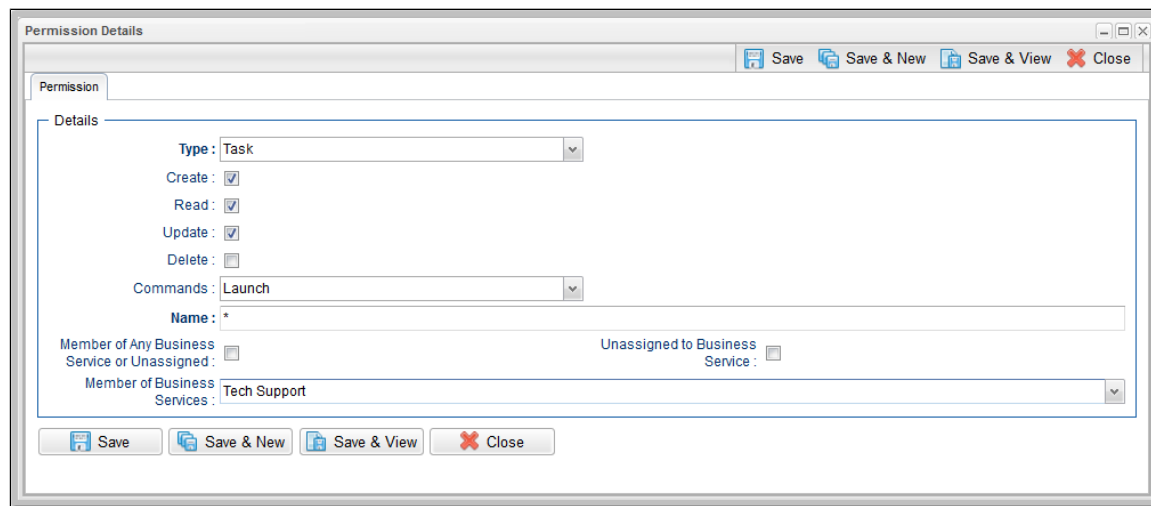 Permission Details
Save Save & New Save & View Close
Permission
Details
Type : Task
Create :
Read :
Update :
Delete :
Commands : Launch
Name : *
Member of Any Business
Service or Unassigned :
Unassigned to Business
Service :
Member of Business
Services :
Tech Support
Save Save & New Save & View Close